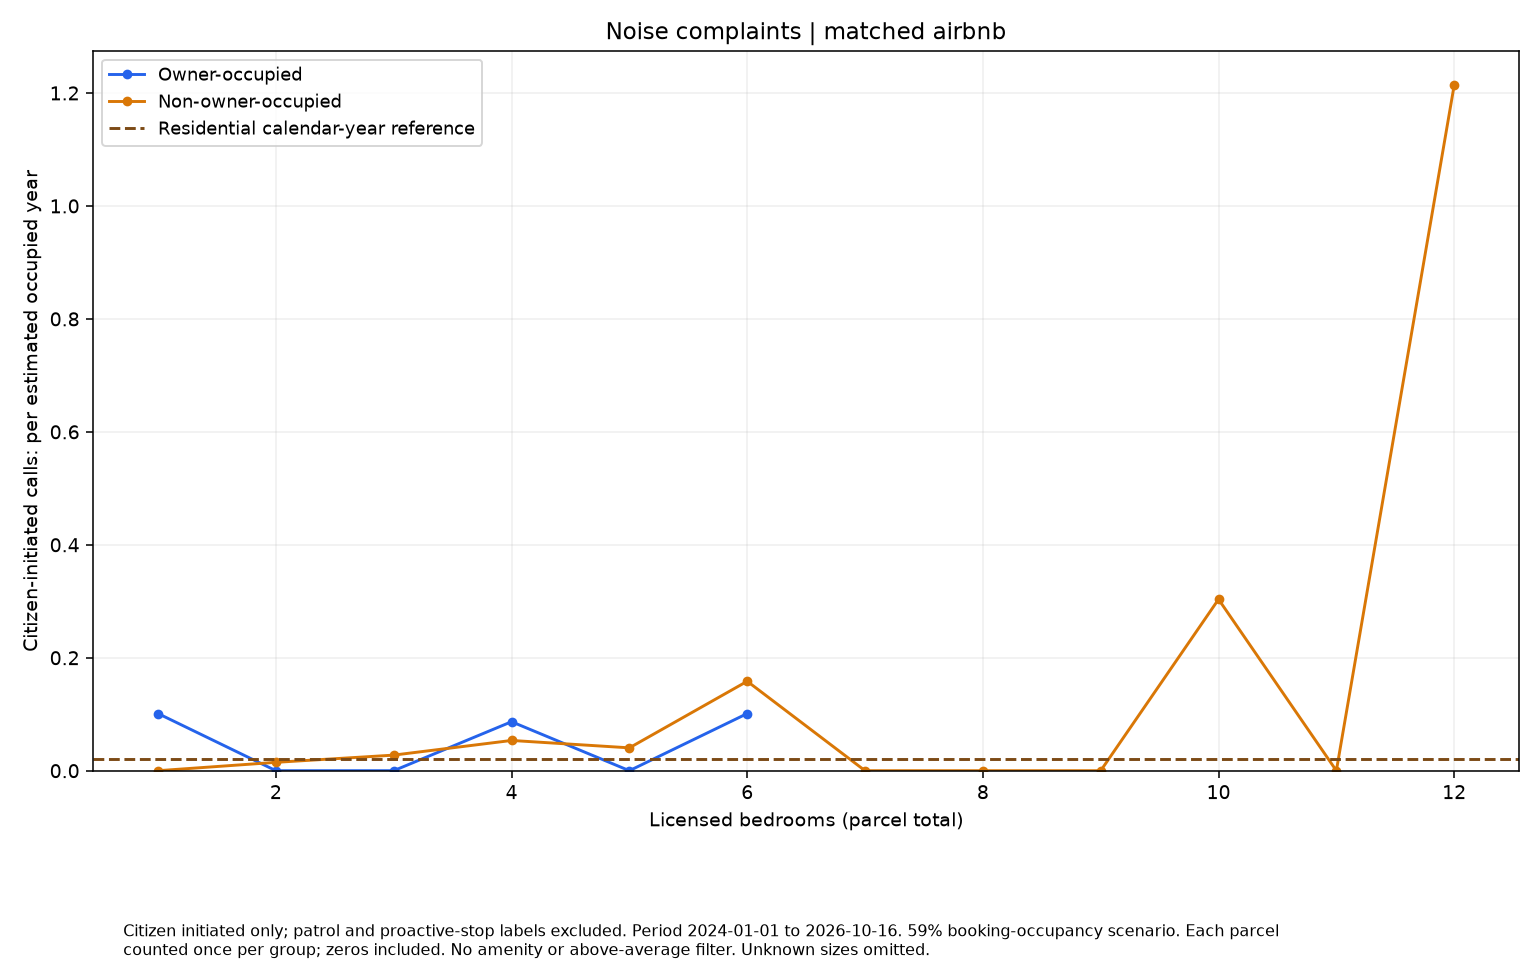 Noise complaints | matched airbnb
Owner-occupied
Non-owner-occupied
Residential calendar-year reference
Citizen-initiated calls: per estimated occupied year
1.2
1.0
0.8
0.6
0.4
0.2
0.0
2
4
6
8
10
12
Licensed bedrooms (parcel total)
Citizen initiated only; patrol and proactive-stop labels excluded. Period 2024-01-01 to 2026-10-16. 59% booking-occupancy scenario. Each parcel
counted once per group; zeros included. No amenity or above-average filter. Unknown sizes omitted.